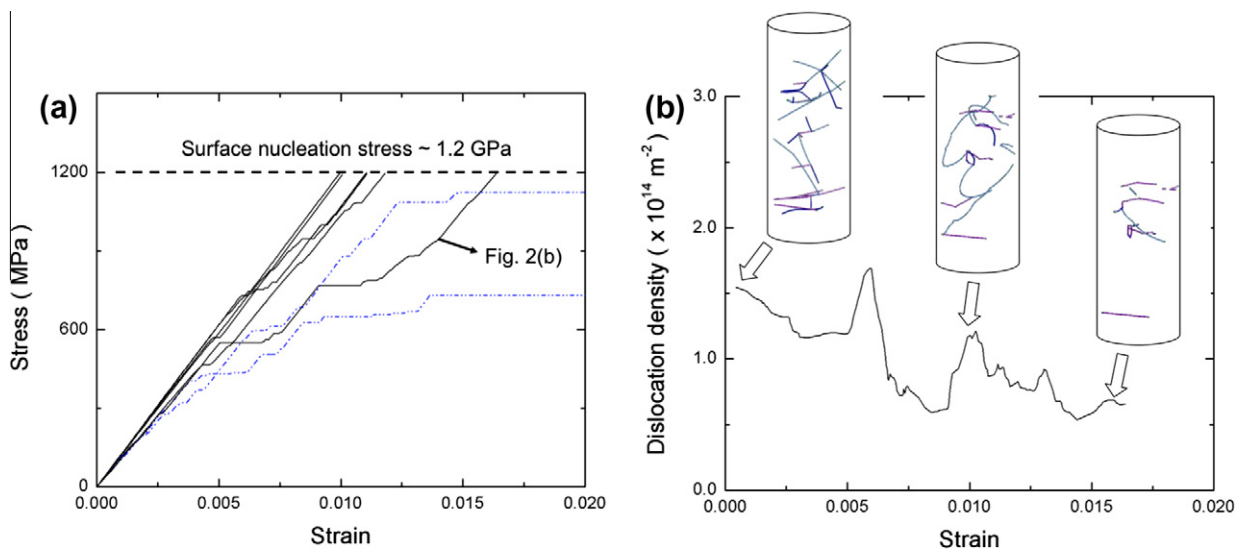 (a)
Surface nucleation stress ~ 1.2 GPa
Fig. 2(b)
1200
600
0
0.000 0.005 0.010 0.015 0.020
Stress ( MPa)
Strain
(b)
3.0
2.0
1.0
0.0
0.000 0.005 0.010 0.015 0.020
Dislocation density ( x 10¹⁴ m⁻²)
Strain